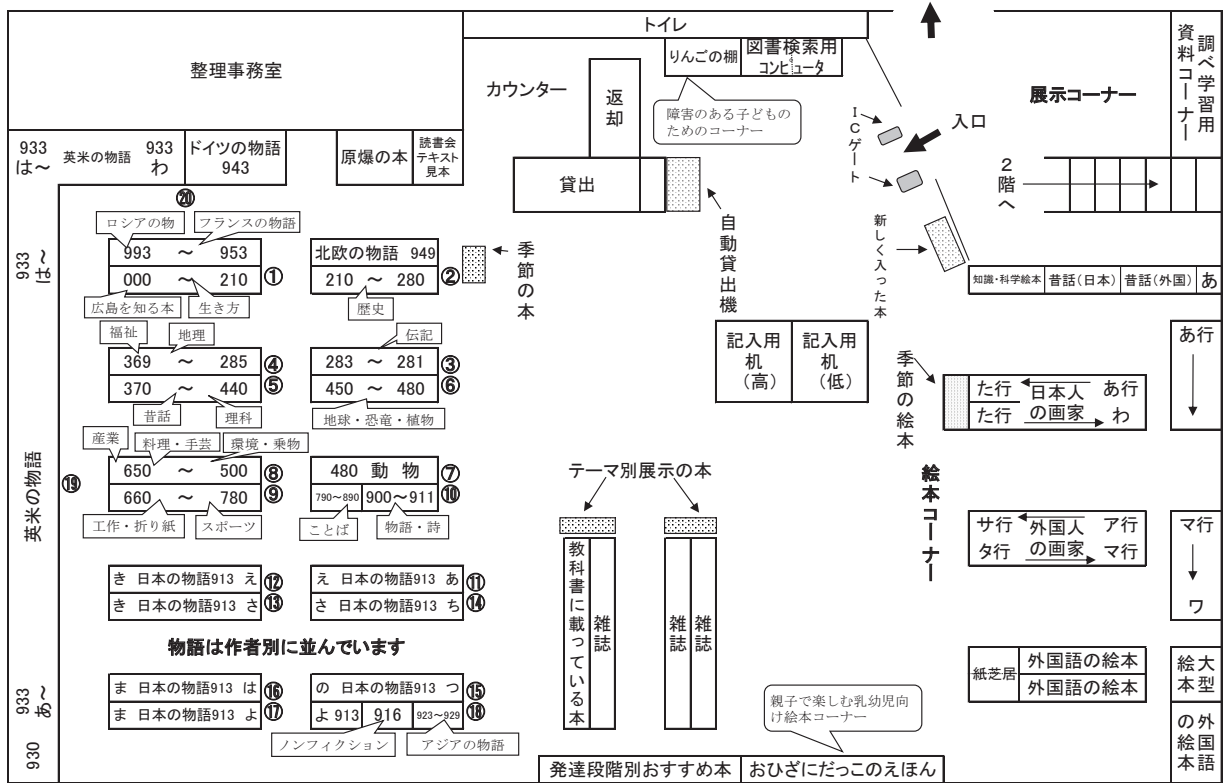 トイレ
整理事務室
カウンター
返却
りんごの棚
図書検索用
コンピュータ
障害のある子どもの
ためのコーナー
ICゲート
入口
展示コーナー
調べ学習用
資料コーナー
933
は～
英米の物語
933
わ
ドイツの物語
943
原爆の本
読書会
テキスト
見本
貸出
自動貸出機
2階へ
新しく入った本
⑳
ロシアの物
フランスの物語
993 ～ 953
000 ～ 210
①
広島を知る本
生き方
北欧の物語 949
210 ～ 280
②
歴史
季節の本
933
は～
知識・科学絵本
昔話(日本)
昔話(外国)
あ
福祉
地理
369 ～ 285
④
370 ～ 440
⑤
昔話
理科
伝記
283 ～ 281
③
450 ～ 480
⑥
地球・恐竜・植物
記入用
机
(高)
記入用
机
(低)
季節の絵本
た行
日本人
の画家
あ行
た行
わ
あ行
産業
料理・手芸
環境・乗物
650 ～ 500
⑧
660 ～ 780
⑨
工作・折り紙
スポーツ
480 動 物
⑦
790～890
900～911
⑩
ことば
物語・詩
⑲
英米の物語
テーマ別展示の本
絵本コーナー
サ行
外国人
の画家
ア行
タ行
マ行
マ行
ワ
教科書に載っている本
雑誌
雑誌
雑誌
き 日本の物語913 え
⑫
き 日本の物語913 さ
⑬
え 日本の物語913 あ
⑪
さ 日本の物語913 ち
⑭
物語は作者別に並んでいます
ま 日本の物語913 は
⑯
ま 日本の物語913 よ
⑰
の 日本の物語913 つ
⑮
よ 913
916
923～929
⑱
ノンフィクション
アジアの物語
933
あ～
930
紙芝居
外国語の絵本
外国語の絵本
大型
絵本
外国語
の絵本
親子で楽しむ乳幼児向
け絵本コーナー
発達段階別おすすめ本
おひざにだっこのえほん